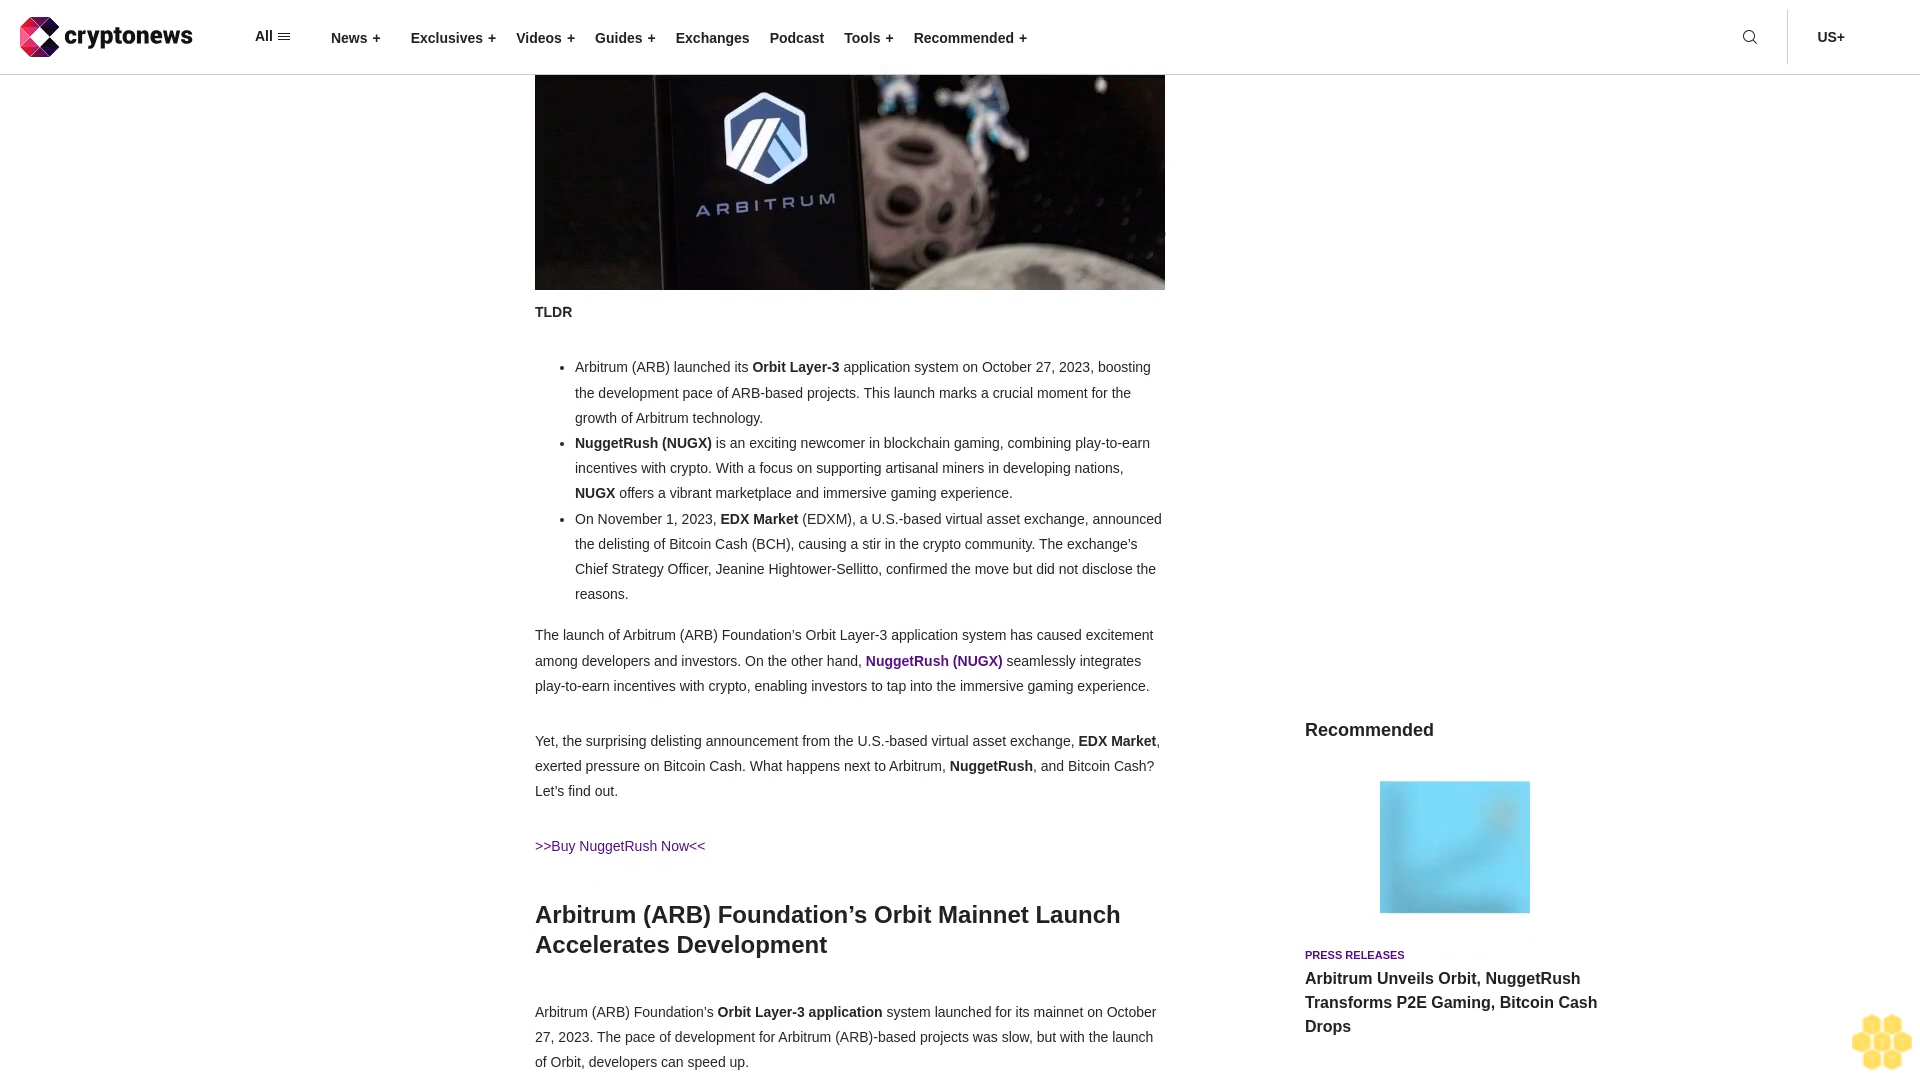 cryptonews
All
News +
Exclusives +
Videos +
Guides +
Exchanges
Podcast
Tools +
Recommended +
US+
ARBITRUM
TLDR
Arbitrum (ARB) launched its Orbit Layer-3 application system on October 27, 2023, boosting
the development pace of ARB-based projects. This launch marks a crucial moment for the
growth of Arbitrum technology.
NuggetRush (NUGX) is an exciting newcomer in blockchain gaming, combining play-to-earn
incentives with crypto. With a focus on supporting artisanal miners in developing nations,
NUGX offers a vibrant marketplace and immersive gaming experience.
On November 1, 2023, EDX Market (EDXM), a U.S.-based virtual asset exchange, announced
the delisting of Bitcoin Cash (BCH), causing a stir in the crypto community. The exchange’s
Chief Strategy Officer, Jeanine Hightower-Sellitto, confirmed the move but did not disclose the
reasons.
The launch of Arbitrum (ARB) Foundation’s Orbit Layer-3 application system has caused excitement
among developers and investors. On the other hand, NuggetRush (NUGX) seamlessly integrates
play-to-earn incentives with crypto, enabling investors to tap into the immersive gaming experience.
Yet, the surprising delisting announcement from the U.S.-based virtual asset exchange, EDX Market,
exerted pressure on Bitcoin Cash. What happens next to Arbitrum, NuggetRush, and Bitcoin Cash?
Let’s find out.
>>Buy NuggetRush Now<<
Arbitrum (ARB) Foundation’s Orbit Mainnet Launch
Accelerates Development
Arbitrum (ARB) Foundation’s Orbit Layer-3 application system launched for its mainnet on October
27, 2023. The pace of development for Arbitrum (ARB)-based projects was slow, but with the launch
of Orbit, developers can speed up.
Recommended
PRESS RELEASES
Arbitrum Unveils Orbit, NuggetRush
Transforms P2E Gaming, Bitcoin Cash
Drops